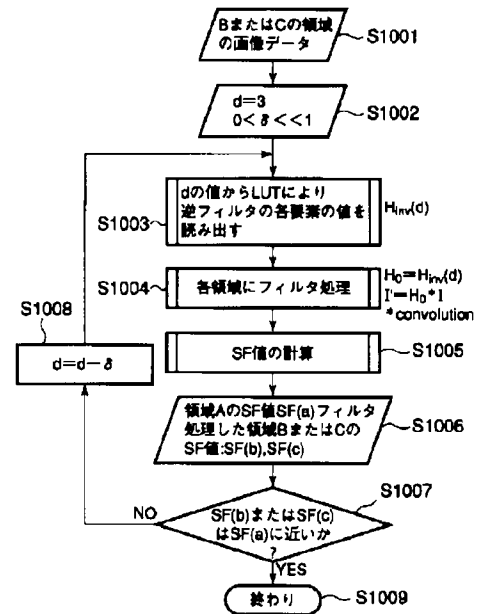 BまたはCの領域
の画像データ
S1001
d=3
0<δ<<1
S1002
dの値からLUTにより
逆フィルタの各要素の値を
読み出す
S1003
Hinv(d)
各領域にフィルタ処理
S1004
H0=Hinv(d)
I'=H0*I
*convolution
S1008
d=d-δ
SF値の計算
S1005
領域AのSF値SF(a)フィルタ
処理した領域BまたはCの
SF値:SF(b),SF(c)
S1006
SF(b)またはSF(c)
はSF(a)に近いか
?
S1007
NO
YES
終わり
S1009